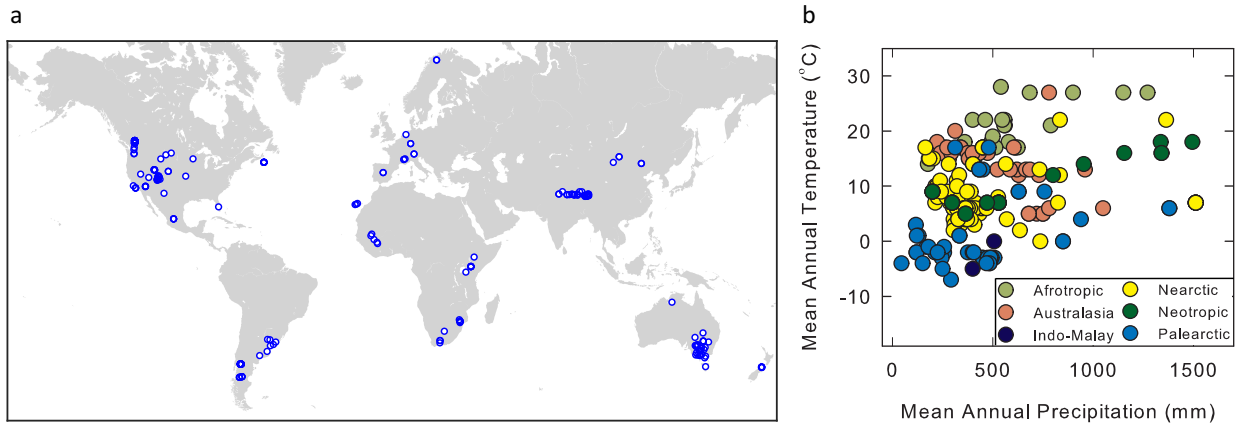 a
b
Mean Annual Temperature (°C)
30
20
10
0
-10
Afrotropic
Nearctic
Australasia
Neotropic
Indo-Malay
Palearctic
0
500
1000
1500
Mean Annual Precipitation (mm)